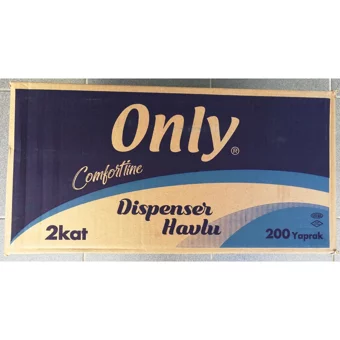 Only ®
Comfortline
Dispenser
Havlu
2kat
200 Yaprak